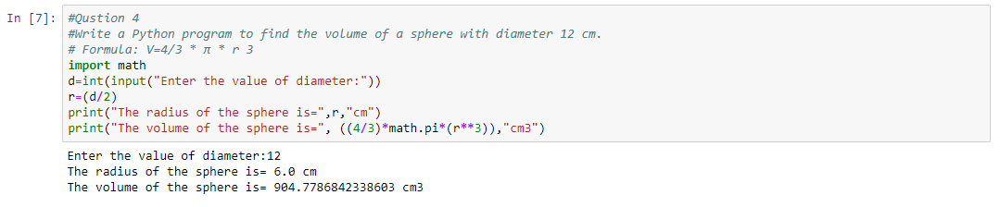 In [7]: #Qustion 4
#Write a Python program to find the volume of a sphere with diameter 12 cm.
# Formula: V=4/3 * π * r 3
import math
d=int(input("Enter the value of diameter:"))
r=(d/2)
print("The radius of the sphere is=",r,"cm")
print("The volume of the sphere is=", ((4/3)*math.pi*(r**3)),"cm3")
Enter the value of diameter:12
The radius of the sphere is= 6.0 cm
The volume of the sphere is= 904.7786842338603 cm3